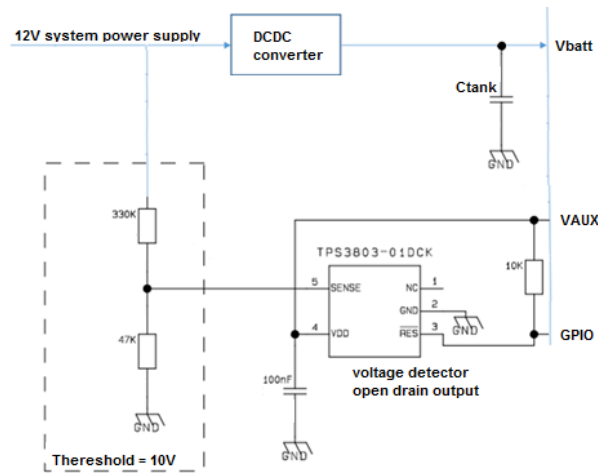 12V system power supply
DCDC
converter
Vbatt
Ctank
GND
330K
VAUX
TPS3803-01DCK
10K
5 SENSE NC 1
GND 2
GND
4 VDD RES 3
GPIO
47K
100nF
voltage detector
open drain output
GND
GND
Thereshold = 10V